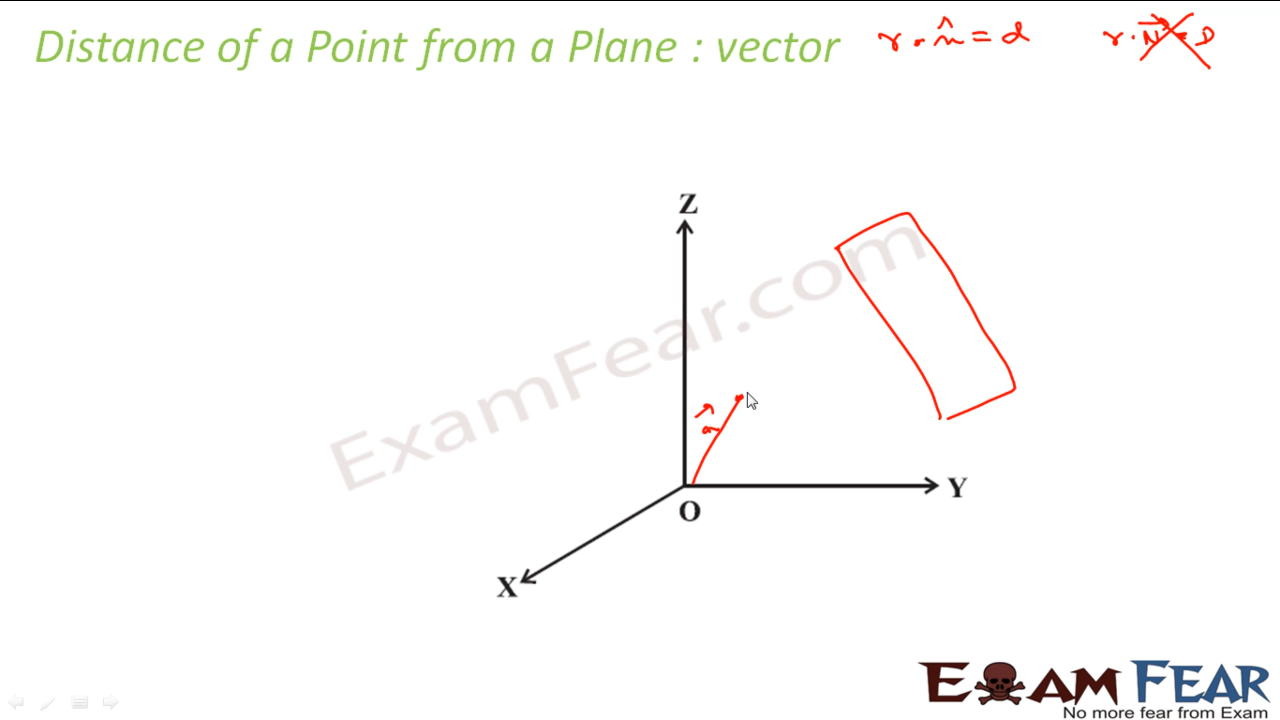 Distance of a Point from a Plane : vector r · n̂ = d r · N⃗ = D
Z
ExamFear.com
a⃗
Y
O
X
EXAM FEAR
No more fear from Exam